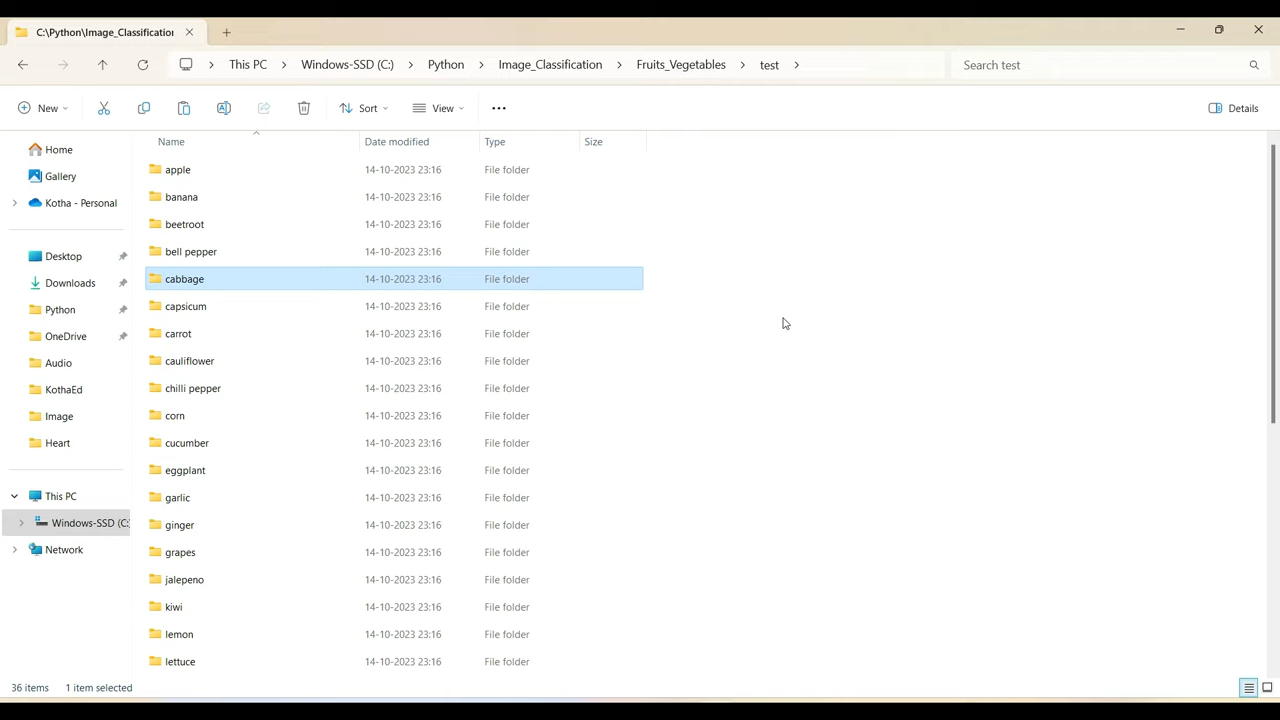 C:\Python\Image_Classification
This PC > Windows-SSD (C:) > Python > Image_Classification > Fruits_Vegetables > test >
Search test
New
Sort
View
Details
Home
Gallery
Kotha - Personal
Desktop
Downloads
Python
OneDrive
Audio
KothaEd
Image
Heart
This PC
Windows-SSD (C:)
Network
Name Date modified Type Size
apple 14-10-2023 23:16 File folder
banana 14-10-2023 23:16 File folder
beetroot 14-10-2023 23:16 File folder
bell pepper 14-10-2023 23:16 File folder
cabbage 14-10-2023 23:16 File folder
capsicum 14-10-2023 23:16 File folder
carrot 14-10-2023 23:16 File folder
cauliflower 14-10-2023 23:16 File folder
chilli pepper 14-10-2023 23:16 File folder
corn 14-10-2023 23:16 File folder
cucumber 14-10-2023 23:16 File folder
eggplant 14-10-2023 23:16 File folder
garlic 14-10-2023 23:16 File folder
ginger 14-10-2023 23:16 File folder
grapes 14-10-2023 23:16 File folder
jalepeno 14-10-2023 23:16 File folder
kiwi 14-10-2023 23:16 File folder
lemon 14-10-2023 23:16 File folder
lettuce 14-10-2023 23:16 File folder
36 items 1 item selected